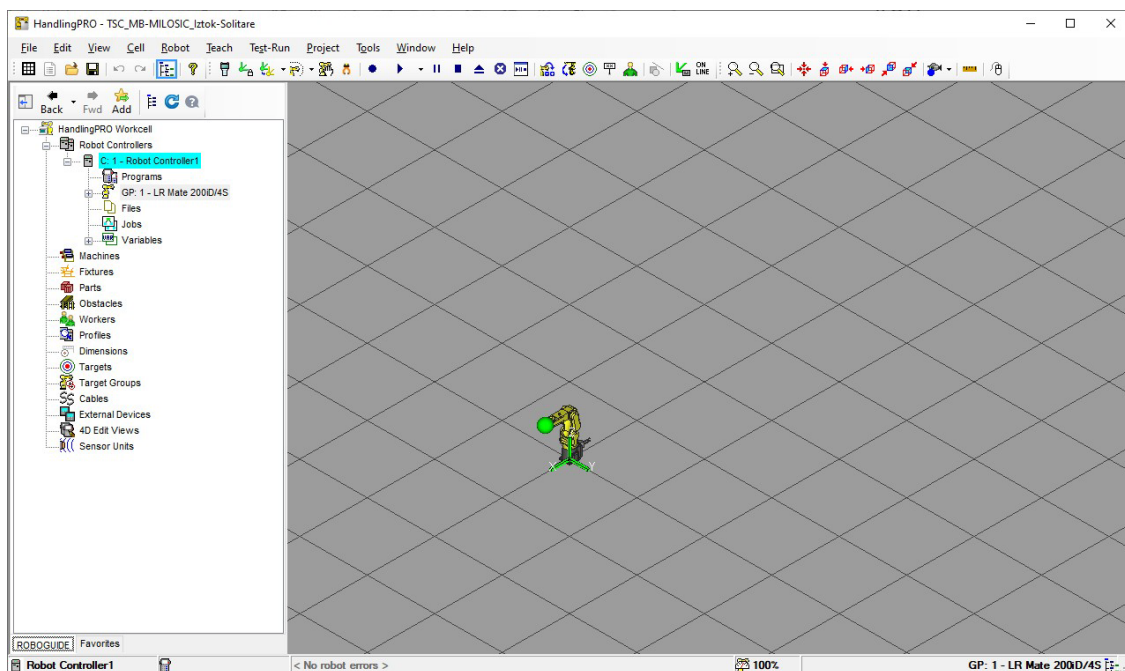 HandlingPRO - TSC_MB-MILOSIC_Iztok-Solitare
File Edit View Cell Robot Teach Test-Run Project Tools Window Help
ON
LINE
Back Fwd Add
HandlingPRO Workcell
Robot Controllers
C: 1 - Robot Controller1
Programs
GP: 1 - LR Mate 200iD/4S
Files
Jobs
Variables
Machines
Fixtures
Parts
Obstacles
Workers
Profiles
Dimensions
Targets
Target Groups
Cables
External Devices
4D Edit Views
Sensor Units
X Y
ROBOGUIDE Favorites
Robot Controller1 < No robot errors > 100% GP: 1 - LR Mate 200iD/4S